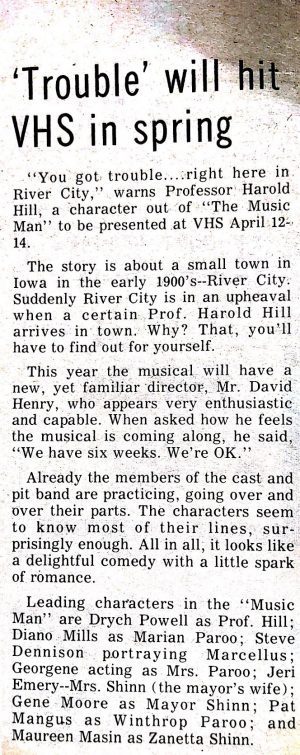 'Trouble' will hit
VHS in spring
"You got trouble....right here in
River City," warns Professor Harold
Hill, a character out of "The Music
Man" to be presented at VHS April 12-
14.
The story is about a small town in
Iowa in the early 1900's--River City.
Suddenly River City is in an upheaval
when a certain Prof. Harold Hill
arrives in town. Why? That, you'll
have to find out for yourself.
This year the musical will have a
new, yet familiar director, Mr. David
Henry, who appears very enthusiastic
and capable. When asked how he feels
the musical is coming along, he said,
"We have six weeks. We're OK."
Already the members of the cast and
pit band are practicing, going over and
over their parts. The characters seem
to know most of their lines, sur-
prisingly enough. All in all, it looks like
a delightful comedy with a little spark
of romance.
Leading characters in the "Music
Man" are Drych Powell as Prof. Hill;
Diano Mills as Marian Paroo; Steve
Dennison portraying Marcellus;
Georgene acting as Mrs. Paroo; Jeri
Emery--Mrs. Shinn (the mayor's wife);
Gene Moore as Mayor Shinn; Pat
Mangus as Winthrop Paroo; and
Maureen Masin as Zanetta Shinn.